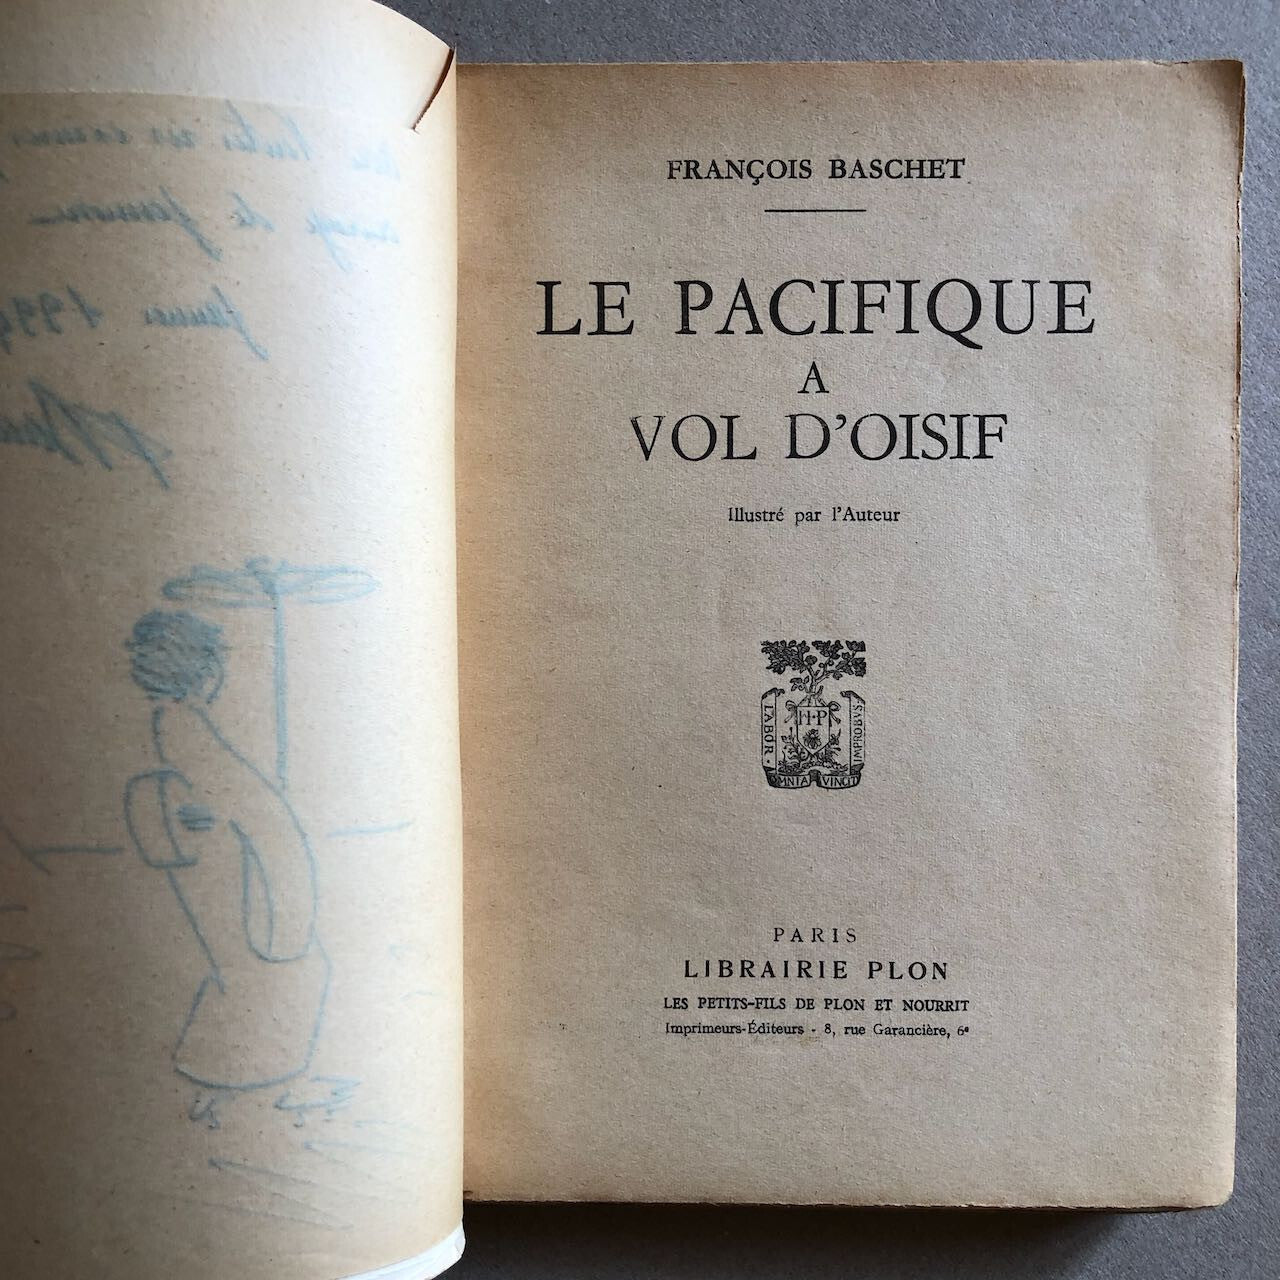 FRANÇOIS BASCHET
LE PACIFIQUE
A
VOL D'OISIF
Illustré par l'Auteur
H·P
LABOR · IMPROBVS
OMNIA VINCIT
PARIS
LIBRAIRIE PLON
LES PETITS-FILS DE PLON ET NOURRIT
Imprimeurs-Éditeurs - 8, rue Garancière, 6e